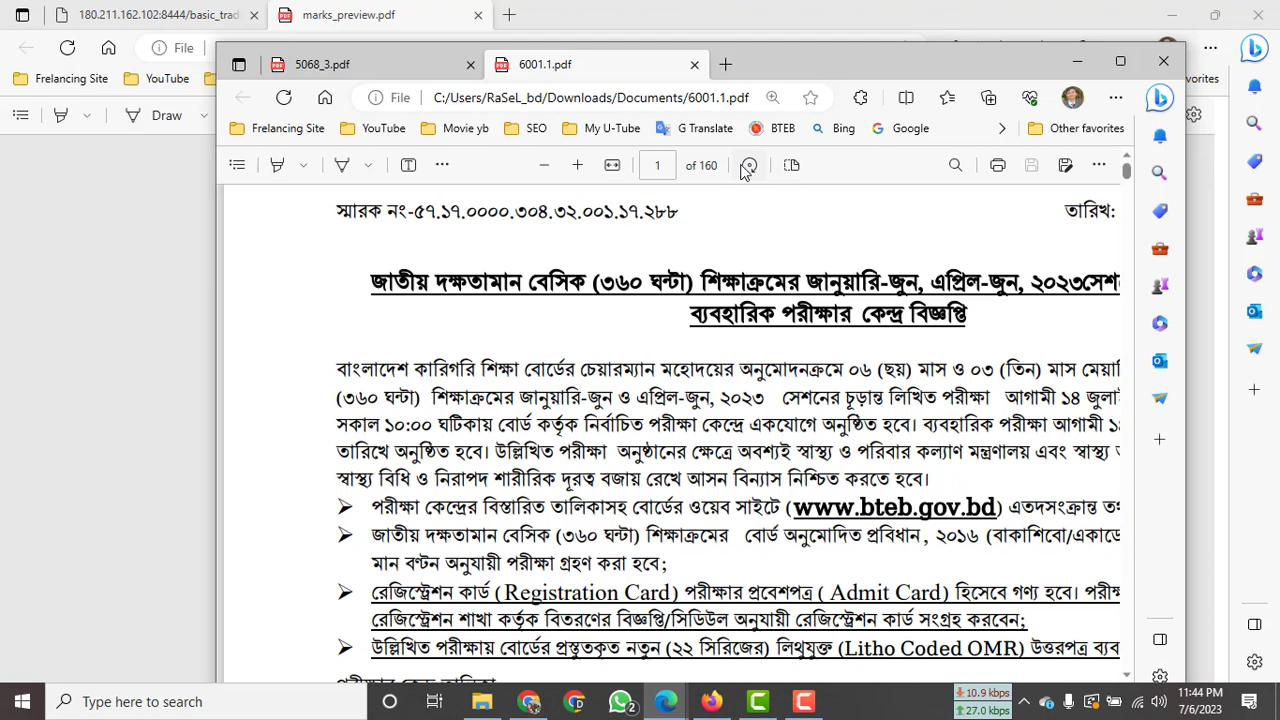 180.211.162.102:8444/basic_trad
marks_preview.pdf
File
Frelancing Site
YouTube
vorites
Draw
5068_3.pdf
6001.1.pdf
File
C:/Users/RaSeL_bd/Downloads/Documents/6001.1.pdf
Frelancing Site
YouTube
Movie yb
SEO
My U-Tube
G Translate
BTEB
Bing
Google
Other favorites
1 of 160
স্মারক নং-৫৭.১৭.০০০০.৩০৪.৩২.০০১.১৭.২৮৮ তারিখ:
জাতীয় দক্ষতামান বেসিক (৩৬০ ঘন্টা) শিক্ষাক্রমের জানুয়ারি-জুন, এপ্রিল-জুন, ২০২৩সেশ
ব্যবহারিক পরীক্ষার কেন্দ্র বিজ্ঞপ্তি
বাংলাদেশ কারিগরি শিক্ষা বোর্ডের চেয়ারম্যান মহোদয়ের অনুমোদনক্রমে ০৬ (ছয়) মাস ও ০৩ (তিন) মাস মেয়াদি
(৩৬০ ঘন্টা) শিক্ষাক্রমের জানুয়ারি-জুন ও এপ্রিল-জুন, ২০২৩ সেশনের চূড়ান্ত লিখিত পরীক্ষা আগামী ১৪ জুলা
সকাল ১০:০০ ঘটিকায় বোর্ড কর্তৃক নির্বাচিত পরীক্ষা কেন্দ্রে একযোগে অনুষ্ঠিত হবে। ব্যবহারিক পরীক্ষা আগামী
তারিখে অনুষ্ঠিত হবে। উল্লিখিত পরীক্ষা অনুষ্ঠানের ক্ষেত্রে অবশ্যই স্বাস্থ্য ও পরিবার কল্যাণ মন্ত্রণালয় এবং স্বাস্থ্য
স্বাস্থ্য বিধি ও নিরাপদ শারীরিক দূরত্ব বজায় রেখে আসন বিন্যাস নিশ্চিত করতে হবে।
➢ পরীক্ষা কেন্দ্রের বিস্তারিত তালিকাসহ বোর্ডের ওয়েব সাইটে (www.bteb.gov.bd) এতদসংক্রান্ত
➢ জাতীয় দক্ষতামান বেসিক (৩৬০ ঘন্টা) শিক্ষাক্রমের বোর্ড অনুমোদিত প্রবিধান, ২০১৬ (বাকাশিবো/একাডে
মান বণ্টন অনুযায়ী পরীক্ষা গ্রহণ করা হবে;
➢ রেজিস্ট্রেশন কার্ড (Registration Card) পরীক্ষার প্রবেশপত্র ( Admit Card) হিসেবে গণ্য হবে। পরীক্ষ
রেজিস্ট্রেশন শাখা কর্তৃক বিতরণের বিজ্ঞপ্তি/সিডিউল অনুযায়ী রেজিস্ট্রেশন কার্ড সংগ্রহ করবেন;
➢ উল্লিখিত পরীক্ষায় বোর্ডের প্রস্তুতকৃত নতুন (২২ সিরিজের) লিথুযুক্ত (Litho Coded OMR) উত্তরপত্র ব্যব
Type here to search
2
10.9 kbps
27.0 kbps
11:44 PM
7/6/2023